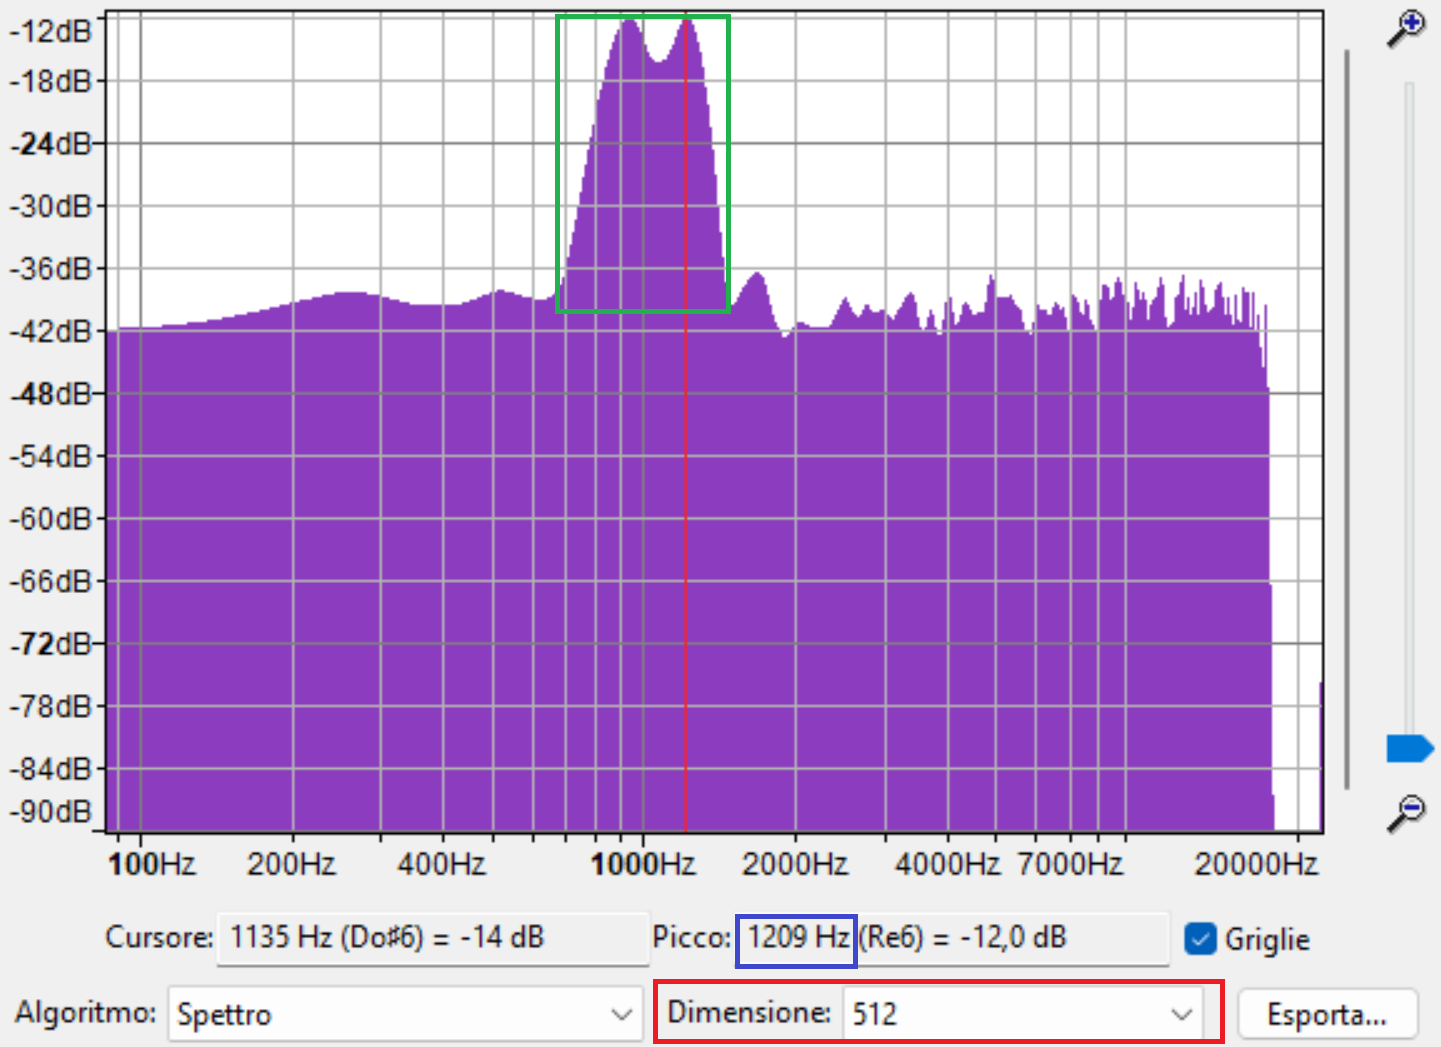 -12dB
-18dB
-24dB
-30dB
-36dB
-42dB
-48dB
-54dB
-60dB
-66dB
-72dB
-78dB
-84dB
-90dB
100Hz 200Hz 400Hz 1000Hz 2000Hz 4000Hz 7000Hz 20000Hz
Cursore: 1135 Hz (Do♯6) = -14 dB Picco: 1209 Hz (Re6) = -12,0 dB Griglie
Algoritmo: Spettro Dimensione: 512 Esporta...